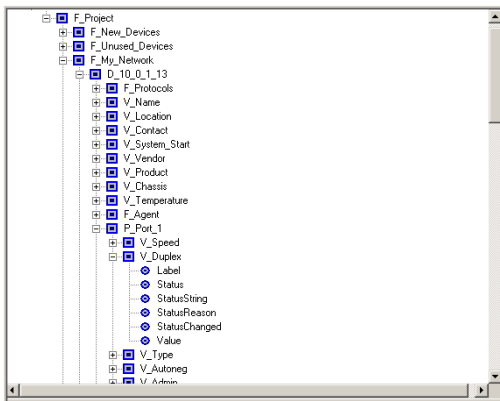 F_Project
F_New_Devices
F_Unused_Devices
F_My_Network
D_10_0_1_13
F_Protocols
V_Name
V_Location
V_Contact
V_System_Start
V_Vendor
V_Product
V_Chassis
V_Temperature
F_Agent
P_Port_1
V_Speed
V_Duplex
Label
Status
StatusString
StatusReason
StatusChanged
Value
V_Type
V_Autoneg
V_Admin